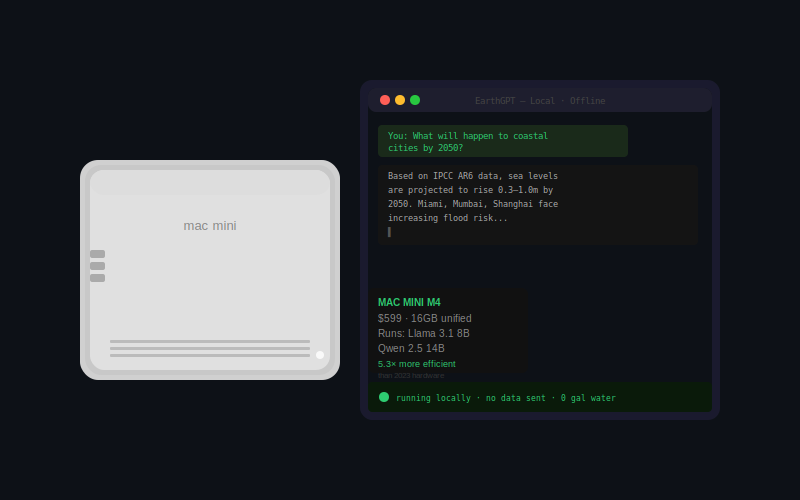 mac mini
EarthGPT — Local · Offline
You: What will happen to coastal
cities by 2050?
Based on IPCC AR6 data, sea levels
are projected to rise 0.3–1.0m by
2050. Miami, Mumbai, Shanghai face
increasing flood risk...
MAC MINI M4
$599 · 16GB unified
Runs: Llama 3.1 8B
Qwen 2.5 14B
5.3× more efficient
than 2023 hardware
running locally · no data sent · 0 gal water